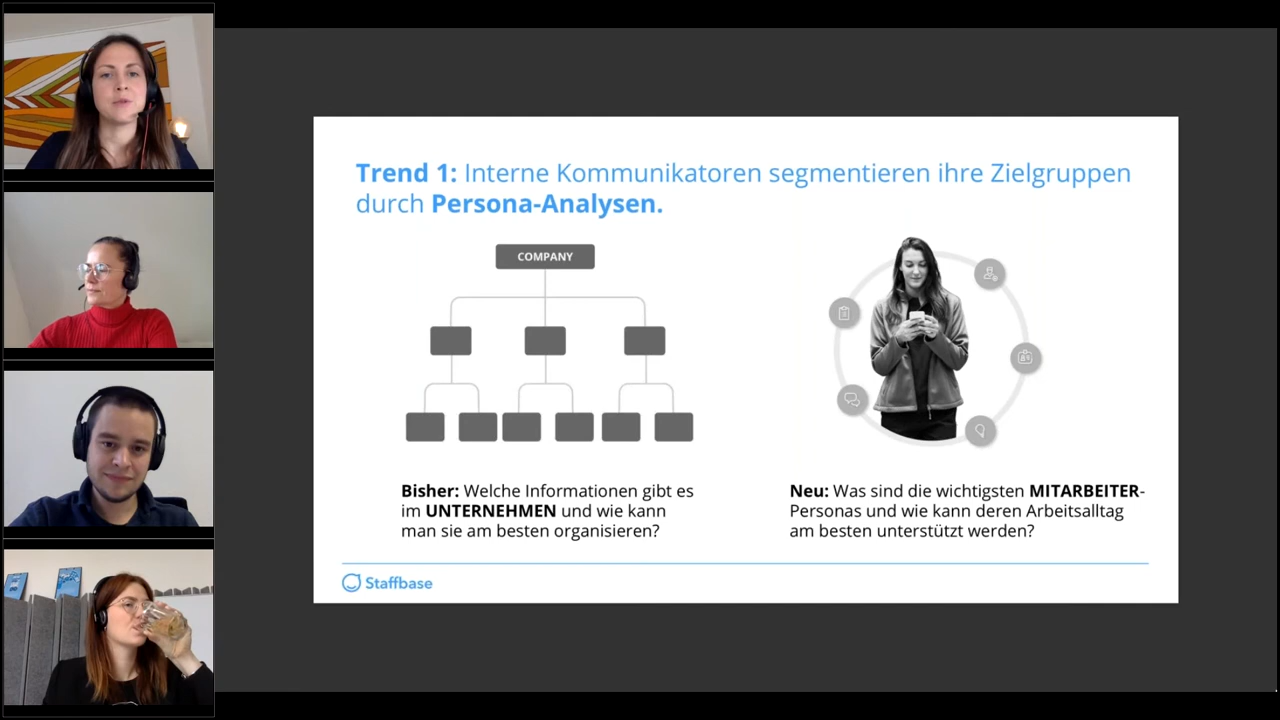 Trend 1: Interne Kommunikatoren segmentieren ihre Zielgruppen
durch Persona-Analysen.
COMPANY
Bisher: Welche Informationen gibt es
im UNTERNEHMEN und wie kann
man sie am besten organisieren?
Neu: Was sind die wichtigsten MITARBEITER-
Personas und wie kann deren Arbeitsalltag
am besten unterstützt werden?
Staffbase